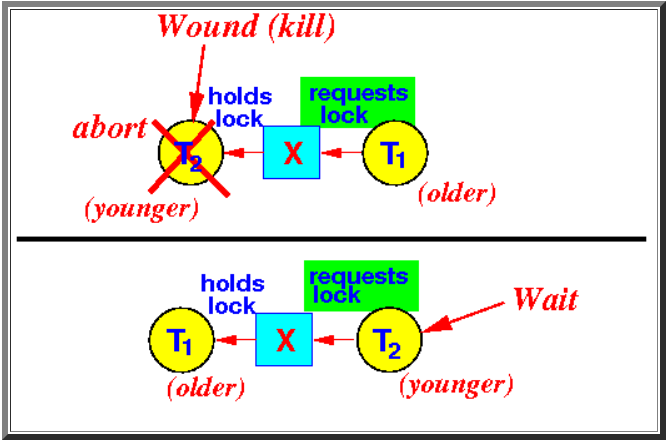 Wound (kill)
holds
lock
requests
lock
abort
T2
X
T1
(younger)
(older)
holds
lock
requests
lock
Wait
T1
X
T2
(older)
(younger)